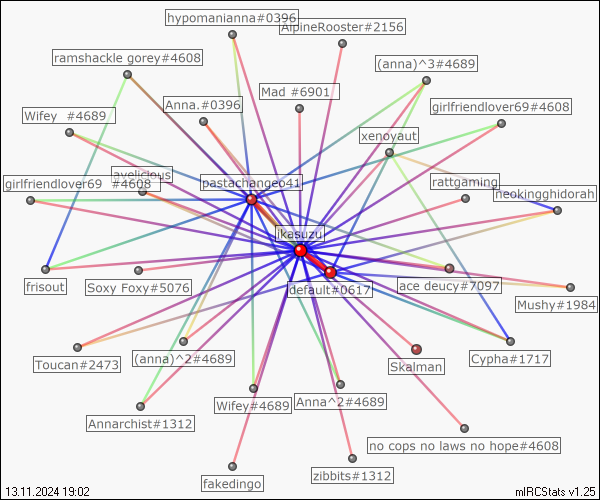 hypomanianna#0396
AlpineRooster#2156
ramshackle gorey#4608
(anna)^3#4689
Mad #6901
Anna.#0396
girlfriendlover69#4608
Wifey #4689
xenoyaut
avelicious
rattgaming
girlfriendlover69 #4608
pastachangeo41
neokingghidorah
ikasuzu
frisout
Soxy Foxy#5076
default#0617
ace deucy#7097
Mushy#1984
Toucan#2473
(anna)^2#4689
Skalman
Cypha#1717
Annarchist#1312
Wifey#4689
Anna^2#4689
no cops no laws no hope#4608
fakedingo
zibbits#1312
13.11.2024 19:02
mIRCStats v1.25